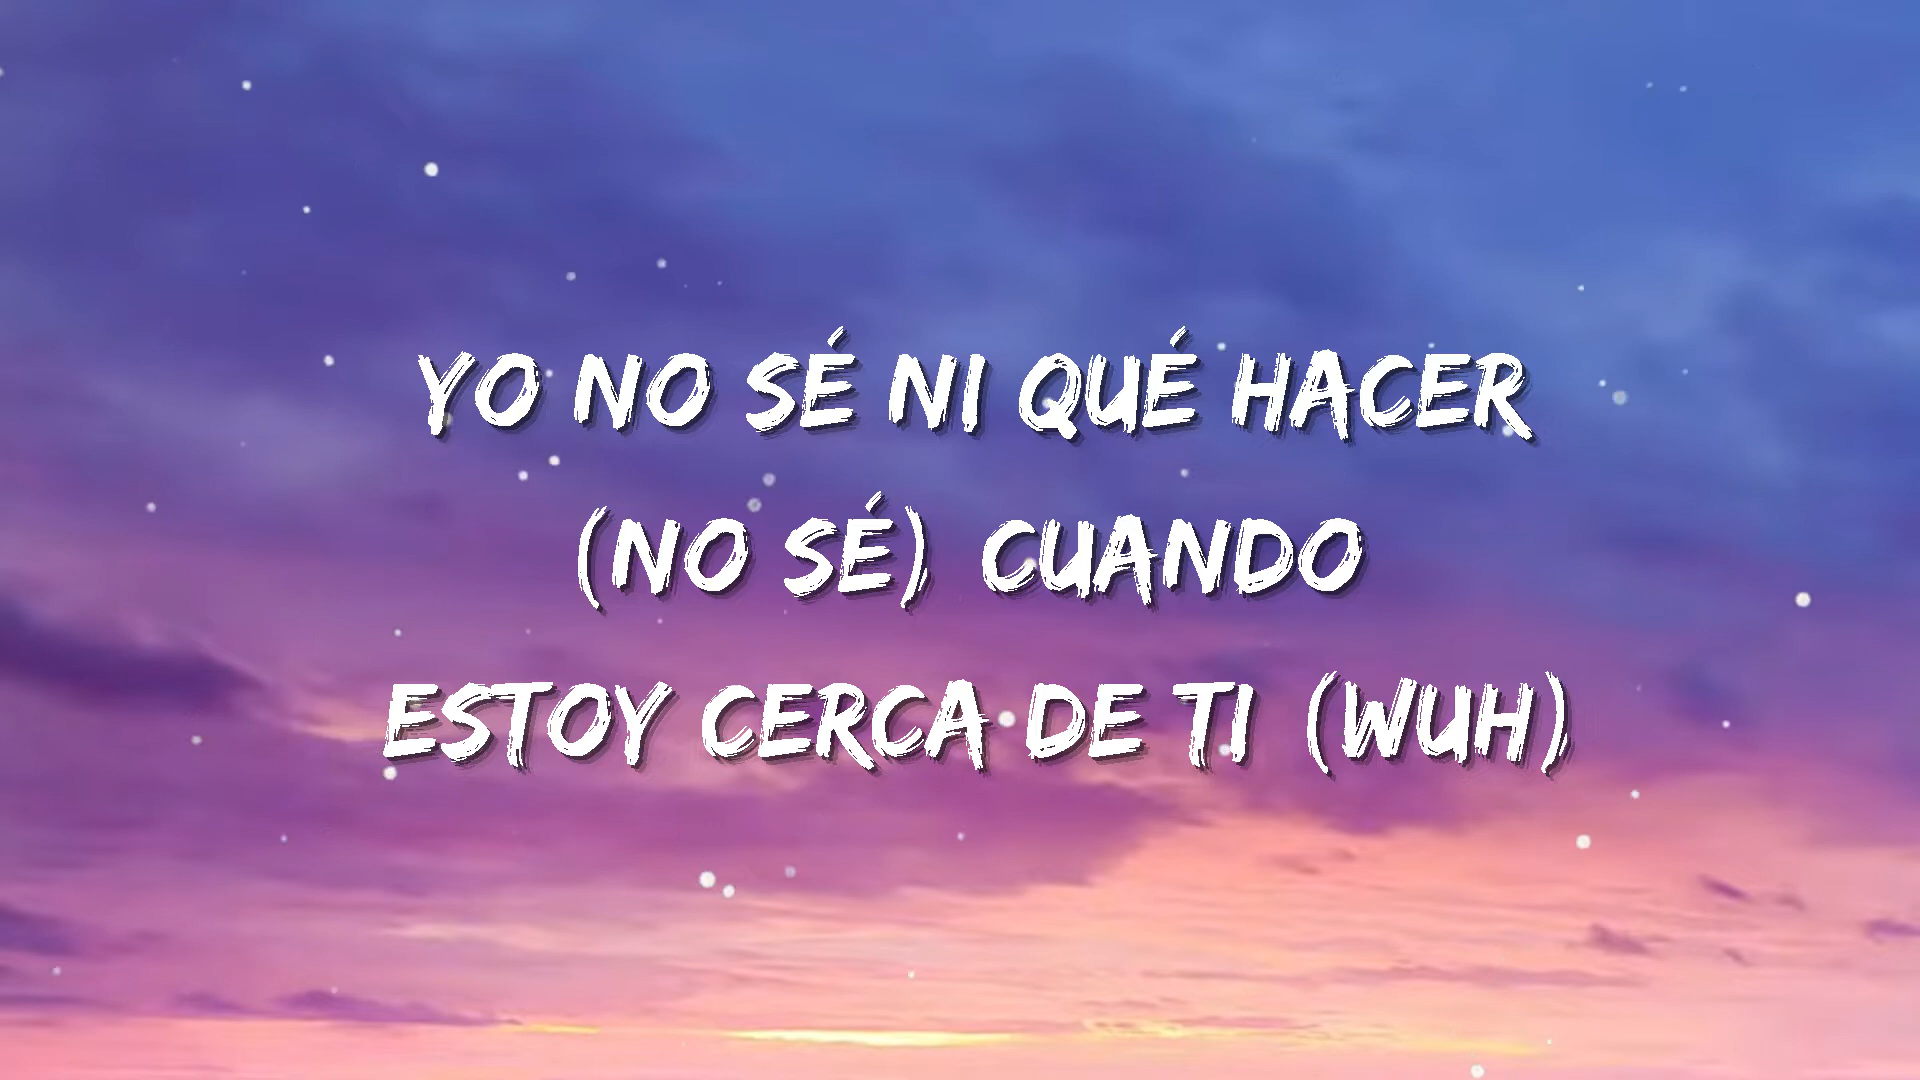 YO NO SÉ NI QUÉ HACER
(NO SÉ) CUANDO
ESTOY CERCA DE TI (WUH)